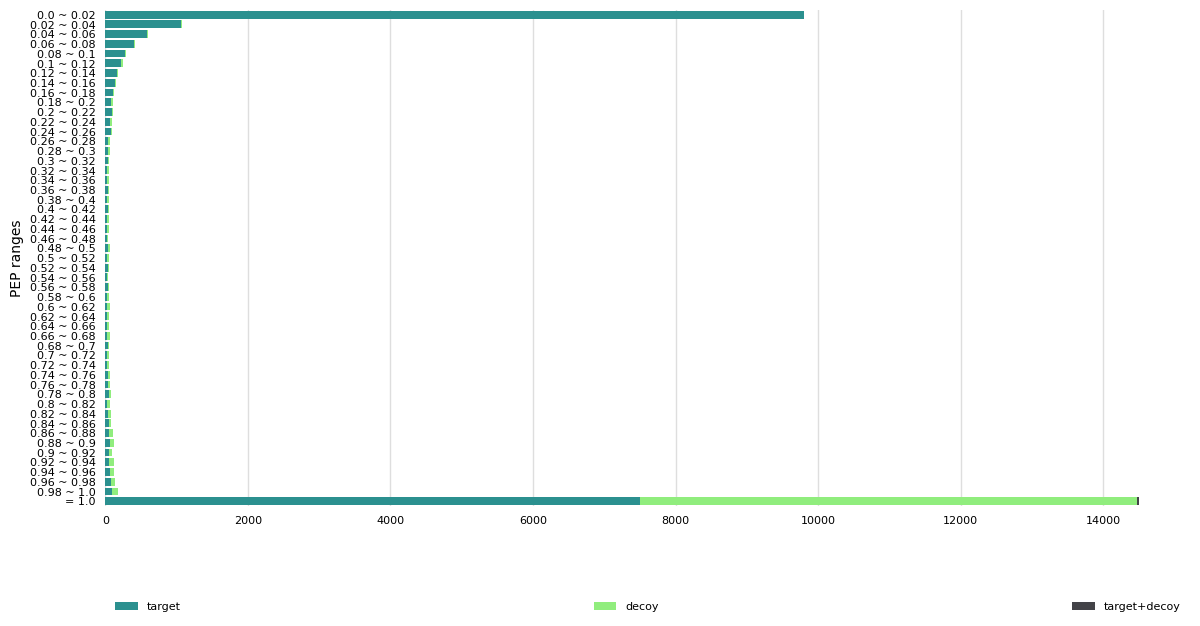 PEP ranges
0.0 ~ 0.02
0.02 ~ 0.04
0.04 ~ 0.06
0.06 ~ 0.08
0.08 ~ 0.1
0.1 ~ 0.12
0.12 ~ 0.14
0.14 ~ 0.16
0.16 ~ 0.18
0.18 ~ 0.2
0.2 ~ 0.22
0.22 ~ 0.24
0.24 ~ 0.26
0.26 ~ 0.28
0.28 ~ 0.3
0.3 ~ 0.32
0.32 ~ 0.34
0.34 ~ 0.36
0.36 ~ 0.38
0.38 ~ 0.4
0.4 ~ 0.42
0.42 ~ 0.44
0.44 ~ 0.46
0.46 ~ 0.48
0.48 ~ 0.5
0.5 ~ 0.52
0.52 ~ 0.54
0.54 ~ 0.56
0.56 ~ 0.58
0.58 ~ 0.6
0.6 ~ 0.62
0.62 ~ 0.64
0.64 ~ 0.66
0.66 ~ 0.68
0.68 ~ 0.7
0.7 ~ 0.72
0.72 ~ 0.74
0.74 ~ 0.76
0.76 ~ 0.78
0.78 ~ 0.8
0.8 ~ 0.82
0.82 ~ 0.84
0.84 ~ 0.86
0.86 ~ 0.88
0.88 ~ 0.9
0.9 ~ 0.92
0.92 ~ 0.94
0.94 ~ 0.96
0.96 ~ 0.98
0.98 ~ 1.0
= 1.0
0 2000 4000 6000 8000 10000 12000 14000
target decoy target+decoy